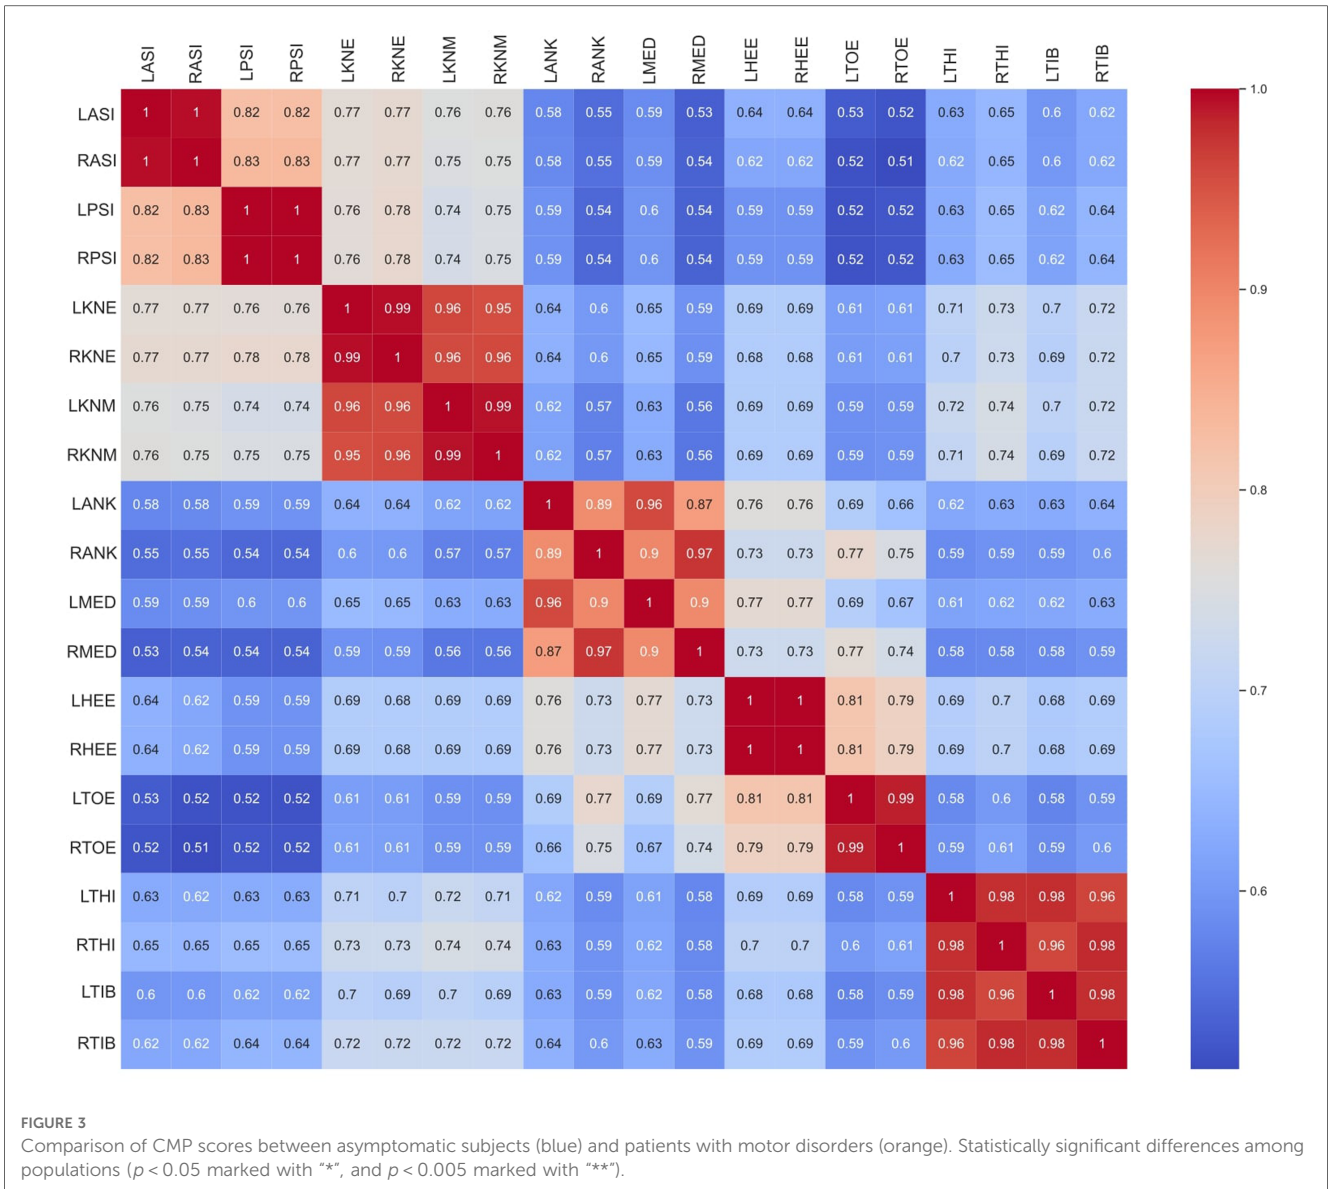 LASI RASI LPSI RPSI LKNE RKNE LKNM RKNM LANK RANK LMED RMED LHEE RHEE LTOE RTOE LTHI RTHI LTIB RTIB
LASI 1 1 0.82 0.82 0.77 0.77 0.76 0.76 0.58 0.55 0.59 0.53 0.64 0.64 0.53 0.52 0.63 0.65 0.6 0.62
RASI 1 1 0.83 0.83 0.77 0.77 0.75 0.75 0.58 0.55 0.59 0.54 0.62 0.62 0.52 0.51 0.62 0.65 0.6 0.62
LPSI 0.82 0.83 1 1 0.76 0.78 0.74 0.75 0.59 0.54 0.6 0.54 0.59 0.59 0.52 0.52 0.63 0.65 0.62 0.64
RPSI 0.82 0.83 1 1 0.76 0.78 0.74 0.75 0.59 0.54 0.6 0.54 0.59 0.59 0.52 0.52 0.63 0.65 0.62 0.64
LKNE 0.77 0.77 0.76 0.76 1 0.99 0.96 0.95 0.64 0.6 0.65 0.59 0.69 0.69 0.61 0.61 0.71 0.73 0.7 0.72
RKNE 0.77 0.77 0.78 0.78 0.99 1 0.96 0.96 0.64 0.6 0.65 0.59 0.68 0.68 0.61 0.61 0.7 0.73 0.69 0.72
LKNM 0.76 0.75 0.74 0.74 0.96 0.96 1 0.99 0.62 0.57 0.63 0.56 0.69 0.69 0.59 0.59 0.72 0.74 0.7 0.72
RKNM 0.76 0.75 0.75 0.75 0.95 0.96 0.99 1 0.62 0.57 0.63 0.56 0.69 0.69 0.59 0.59 0.71 0.74 0.69 0.72
LANK 0.58 0.58 0.59 0.59 0.64 0.64 0.62 0.62 1 0.89 0.96 0.87 0.76 0.76 0.69 0.66 0.62 0.63 0.63 0.64
RANK 0.55 0.55 0.54 0.54 0.6 0.6 0.57 0.57 0.89 1 0.9 0.97 0.73 0.73 0.77 0.75 0.59 0.59 0.59 0.6
LMED 0.59 0.59 0.6 0.6 0.65 0.65 0.63 0.63 0.96 0.9 1 0.9 0.77 0.77 0.69 0.67 0.61 0.62 0.62 0.63
RMED 0.53 0.54 0.54 0.54 0.59 0.59 0.56 0.56 0.87 0.97 0.9 1 0.73 0.73 0.77 0.74 0.58 0.58 0.58 0.59
LHEE 0.64 0.62 0.59 0.59 0.69 0.68 0.69 0.69 0.76 0.73 0.77 0.73 1 1 0.81 0.79 0.69 0.7 0.68 0.69
RHEE 0.64 0.62 0.59 0.59 0.69 0.68 0.69 0.69 0.76 0.73 0.77 0.73 1 1 0.81 0.79 0.69 0.7 0.68 0.69
LTOE 0.53 0.52 0.52 0.52 0.61 0.61 0.59 0.59 0.69 0.77 0.69 0.77 0.81 0.81 1 0.99 0.58 0.6 0.58 0.59
RTOE 0.52 0.51 0.52 0.52 0.61 0.61 0.59 0.59 0.66 0.75 0.67 0.74 0.79 0.79 0.99 1 0.59 0.61 0.59 0.6
LTHI 0.63 0.62 0.63 0.63 0.71 0.7 0.72 0.71 0.62 0.59 0.61 0.58 0.69 0.69 0.58 0.59 1 0.98 0.98 0.96
RTHI 0.65 0.65 0.65 0.65 0.73 0.73 0.74 0.74 0.63 0.59 0.62 0.58 0.7 0.7 0.6 0.61 0.98 1 0.96 0.98
LTIB 0.6 0.6 0.62 0.62 0.7 0.69 0.7 0.69 0.63 0.59 0.62 0.58 0.68 0.68 0.58 0.59 0.98 0.96 1 0.98
RTIB 0.62 0.62 0.64 0.64 0.72 0.72 0.72 0.72 0.64 0.6 0.63 0.59 0.69 0.69 0.59 0.6 0.96 0.98 0.98 1
1.0
0.9
0.8
0.7
0.6
FIGURE 3
Comparison of CMP scores between asymptomatic subjects (blue) and patients with motor disorders (orange). Statistically significant differences among
populations (p < 0.05 marked with “*”, and p < 0.005 marked with “**”).